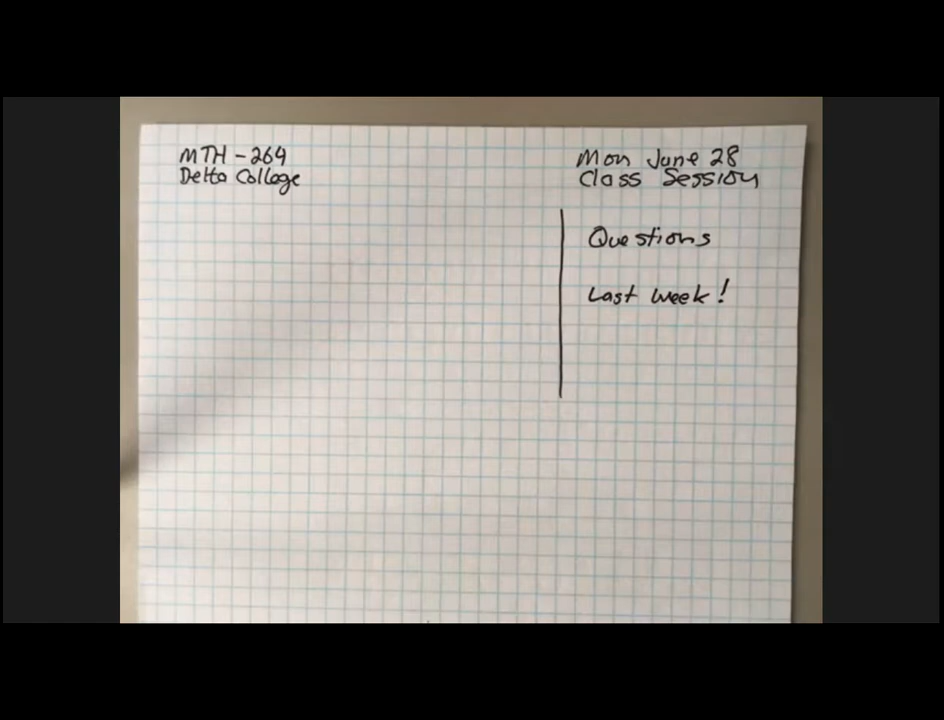 MTH - 264
Delta College
Mon June 28
Class Session
Questions
Last week!